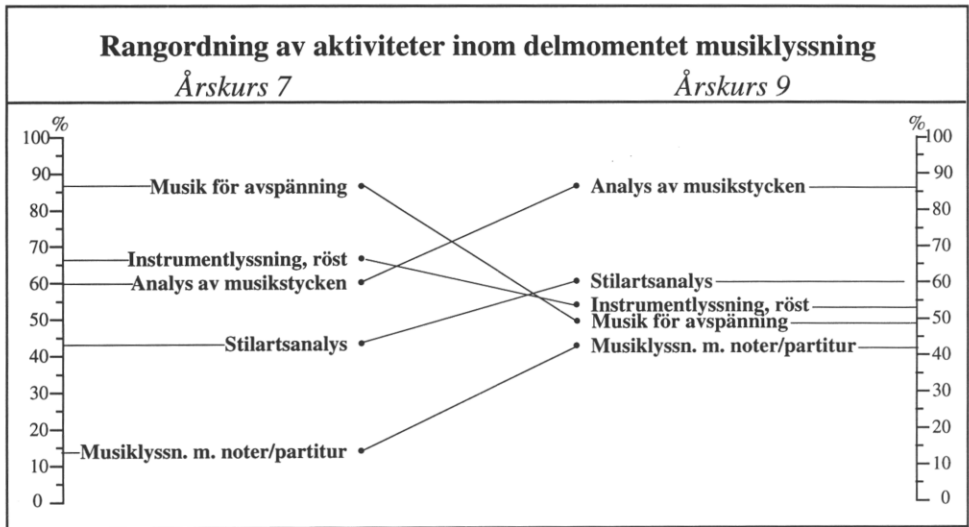 Rangordning av aktiviteter inom delmomentet musiklyssning
Årskurs 7 Årskurs 9
%
100
90
80
70
60
50
40
30
20
10
0
Musik för avspänning
Instrumentlyssning, röst
Analys av musikstycken
Stilartsanalys
Musiklyssn. m. noter/partitur
Analys av musikstycken
Stilartsanalys
Instrumentlyssning, röst
Musik för avspänning
Musiklyssn. m. noter/partitur
%
100
90
80
70
60
50
40
30
20
10
0